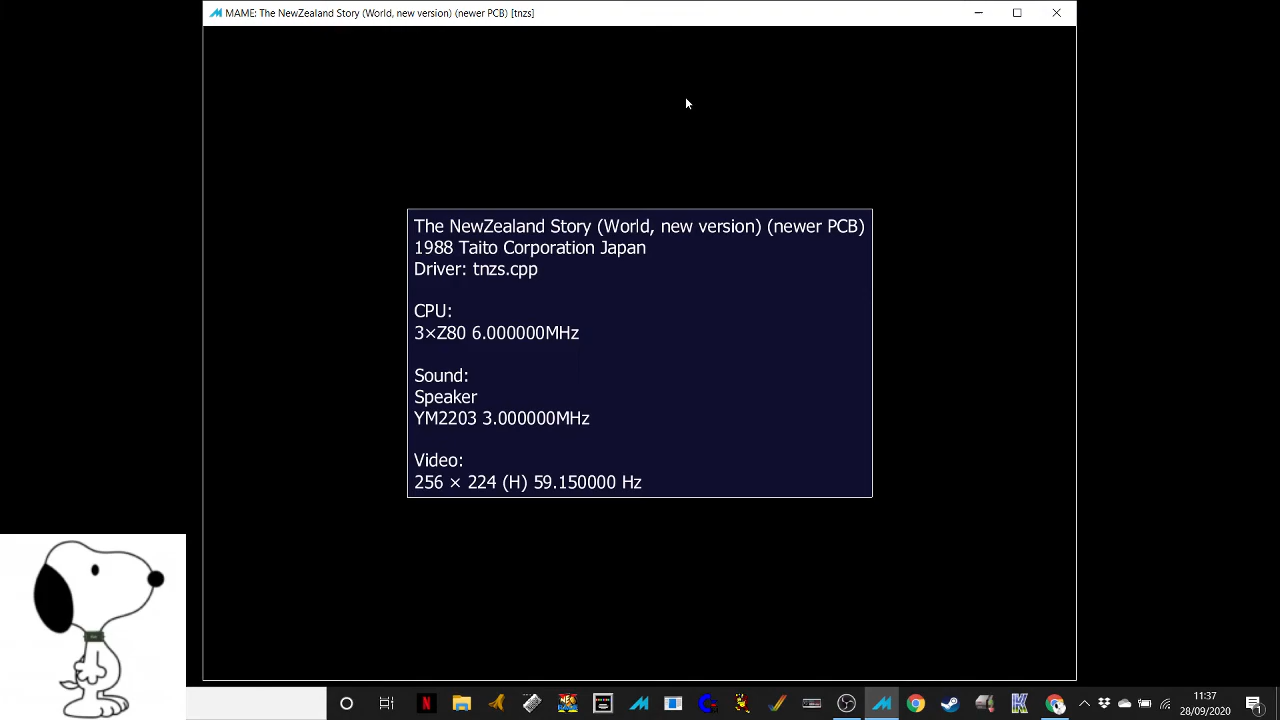 MAME: The NewZealand Story (World, new version) (newer PCB) [tnzs]
The NewZealand Story (World, new version) (newer PCB)
1988 Taito Corporation Japan
Driver: tnzs.cpp
CPU:
3×Z80 6.000000MHz
Sound:
Speaker
YM2203 3.000000MHz
Video:
256 × 224 (H) 59.150000 Hz
11:37
28/09/2020